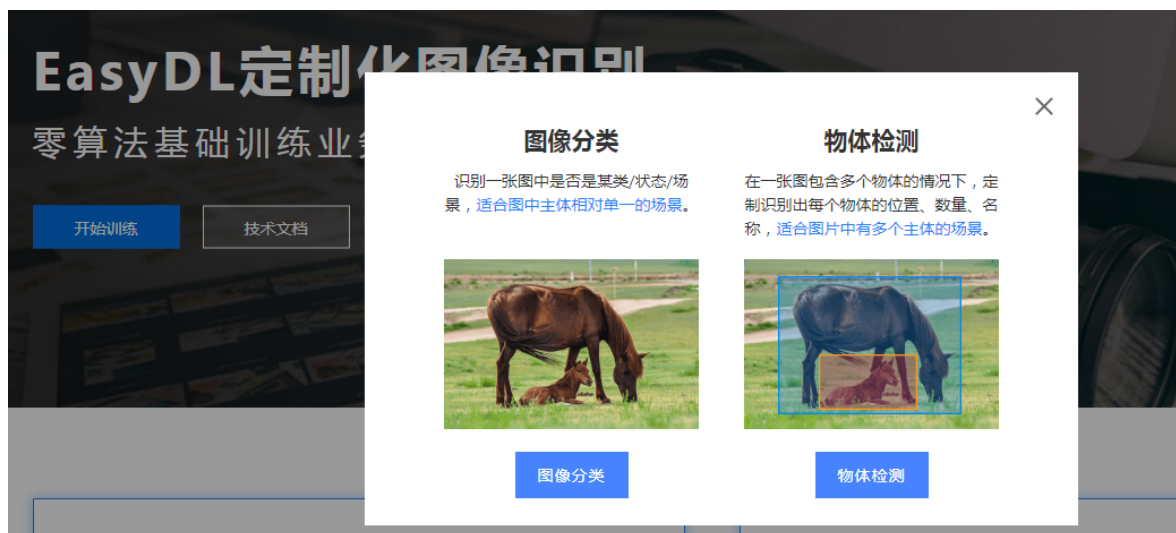 EasyDL定制化图像识别
零算法基础训练业务
开始训练
技术文档
图像分类
识别一张图中是否是某类/状态/场
景，适合图中主体相对单一的场景。
图像分类
物体检测
在一张图包含多个物体的情况下，定
制识别出每个物体的位置、数量、名
称，适合图片中有多个主体的场景。
物体检测